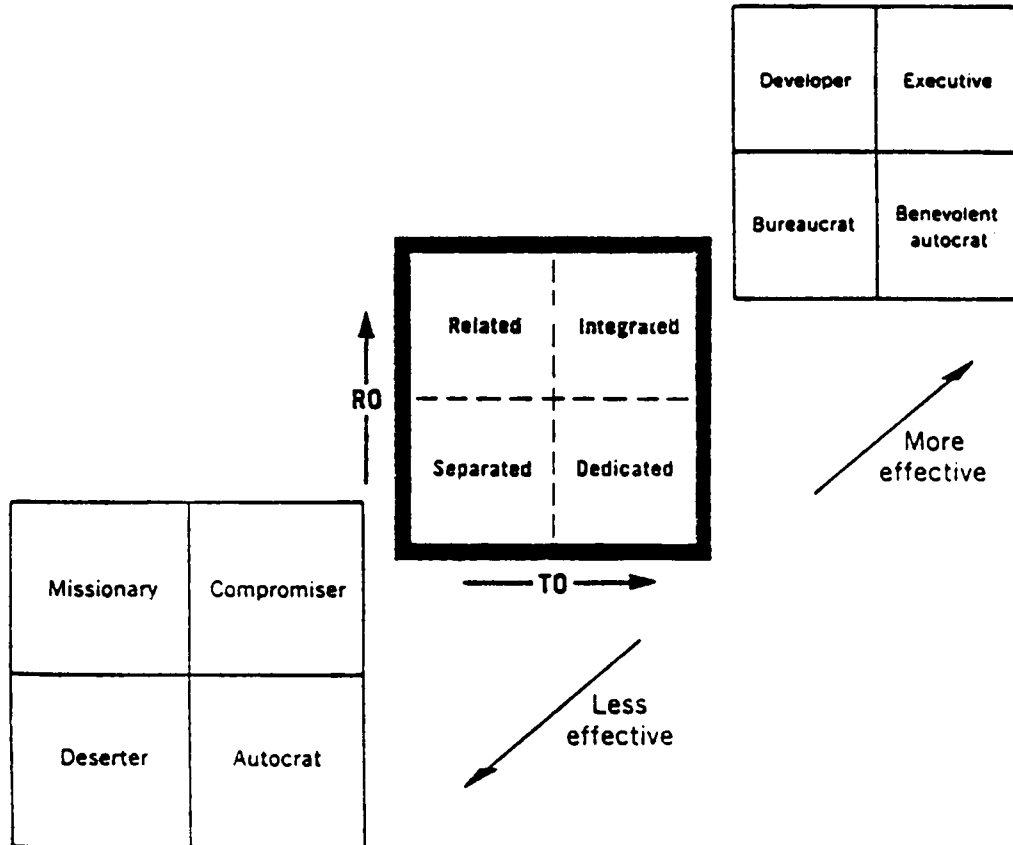 Developer
Executive
Bureaucrat
Benevolent
autocrat
Related
Integrated
RO
Separated
Dedicated
More
effective
TO
Missionary
Compromiser
Less
effective
Deserter
Autocrat